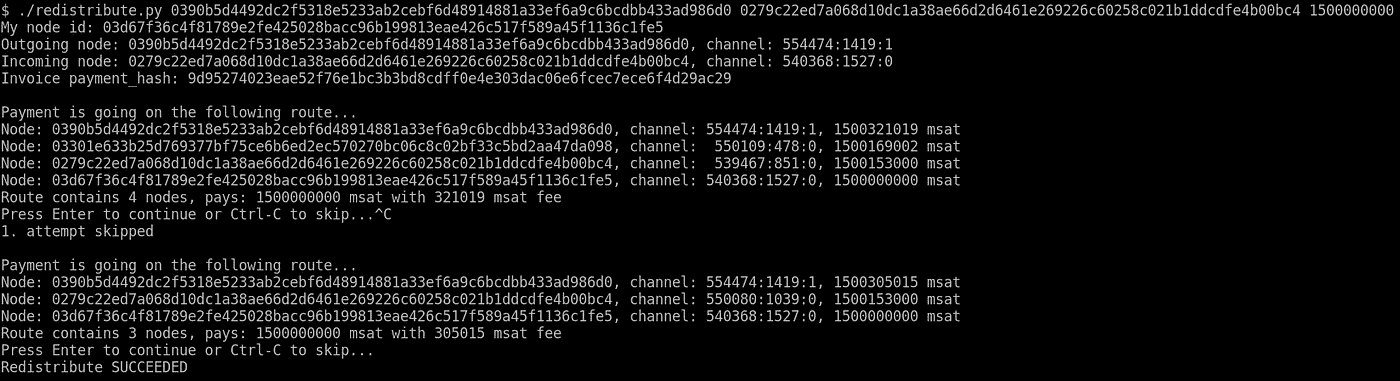 $ ./redistribute.py 0390b5d4492dc2f5318e5233ab2cebf6d48914881a33ef6a9c6bcdbb433ad986d0 0279c22ed7a068d10dc1a38ae66d2d6461e269226c60258c021b1ddcdfe4b00bc4 1500000000
My node id: 03d67f36c4f81789e2fe425028bacc96b199813eae426c517f589a45f1136c1fe5
Outgoing node: 0390b5d4492dc2f5318e5233ab2cebf6d48914881a33ef6a9c6bcdbb433ad986d0, channel: 554474:1419:1
Incoming node: 0279c22ed7a068d10dc1a38ae66d2d6461e269226c60258c021b1ddcdfe4b00bc4, channel: 540368:1527:0
Invoice payment_hash: 9d95274023eae52f76e1bc3b3bd8cdff0e4e303dac06e6fcec7ece6f4d29ac29

Payment is going on the following route...
Node: 0390b5d4492dc2f5318e5233ab2cebf6d48914881a33ef6a9c6bcdbb433ad986d0, channel: 554474:1419:1, 1500321019 msat
Node: 03301e633b25d769377bf75ce6b6ed2ec570270bc06c8c02bf33c5bd2aa47da098, channel:  550109:478:0, 1500169002 msat
Node: 0279c22ed7a068d10dc1a38ae66d2d6461e269226c60258c021b1ddcdfe4b00bc4, channel:  539467:851:0, 1500153000 msat
Node: 03d67f36c4f81789e2fe425028bacc96b199813eae426c517f589a45f1136c1fe5, channel: 540368:1527:0, 1500000000 msat
Route contains 4 nodes, pays: 1500000000 msat with 321019 msat fee
Press Enter to continue or Ctrl-C to skip...^C
1. attempt skipped

Payment is going on the following route...
Node: 0390b5d4492dc2f5318e5233ab2cebf6d48914881a33ef6a9c6bcdbb433ad986d0, channel: 554474:1419:1, 1500305015 msat
Node: 0279c22ed7a068d10dc1a38ae66d2d6461e269226c60258c021b1ddcdfe4b00bc4, channel: 550080:1039:0, 1500153000 msat
Node: 03d67f36c4f81789e2fe425028bacc96b199813eae426c517f589a45f1136c1fe5, channel: 540368:1527:0, 1500000000 msat
Route contains 3 nodes, pays: 1500000000 msat with 305015 msat fee
Press Enter to continue or Ctrl-C to skip...
Redistribute SUCCEEDED